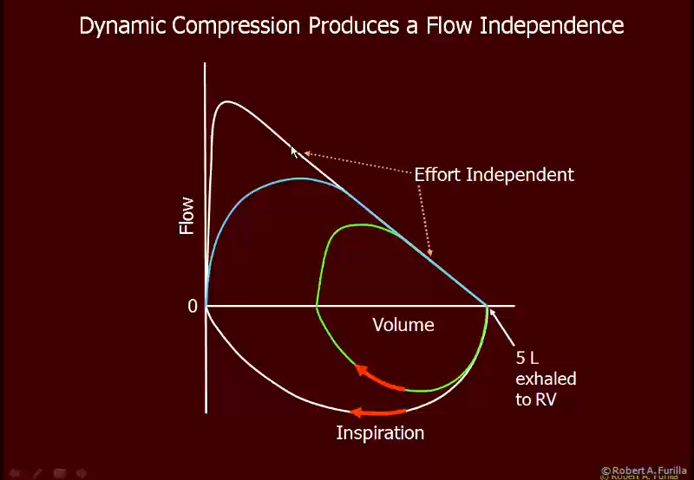 Dynamic Compression Produces a Flow Independence
Effort Independent
Flow
0
Volume
5 L
exhaled
to RV
Inspiration
©Robert A. Furilla